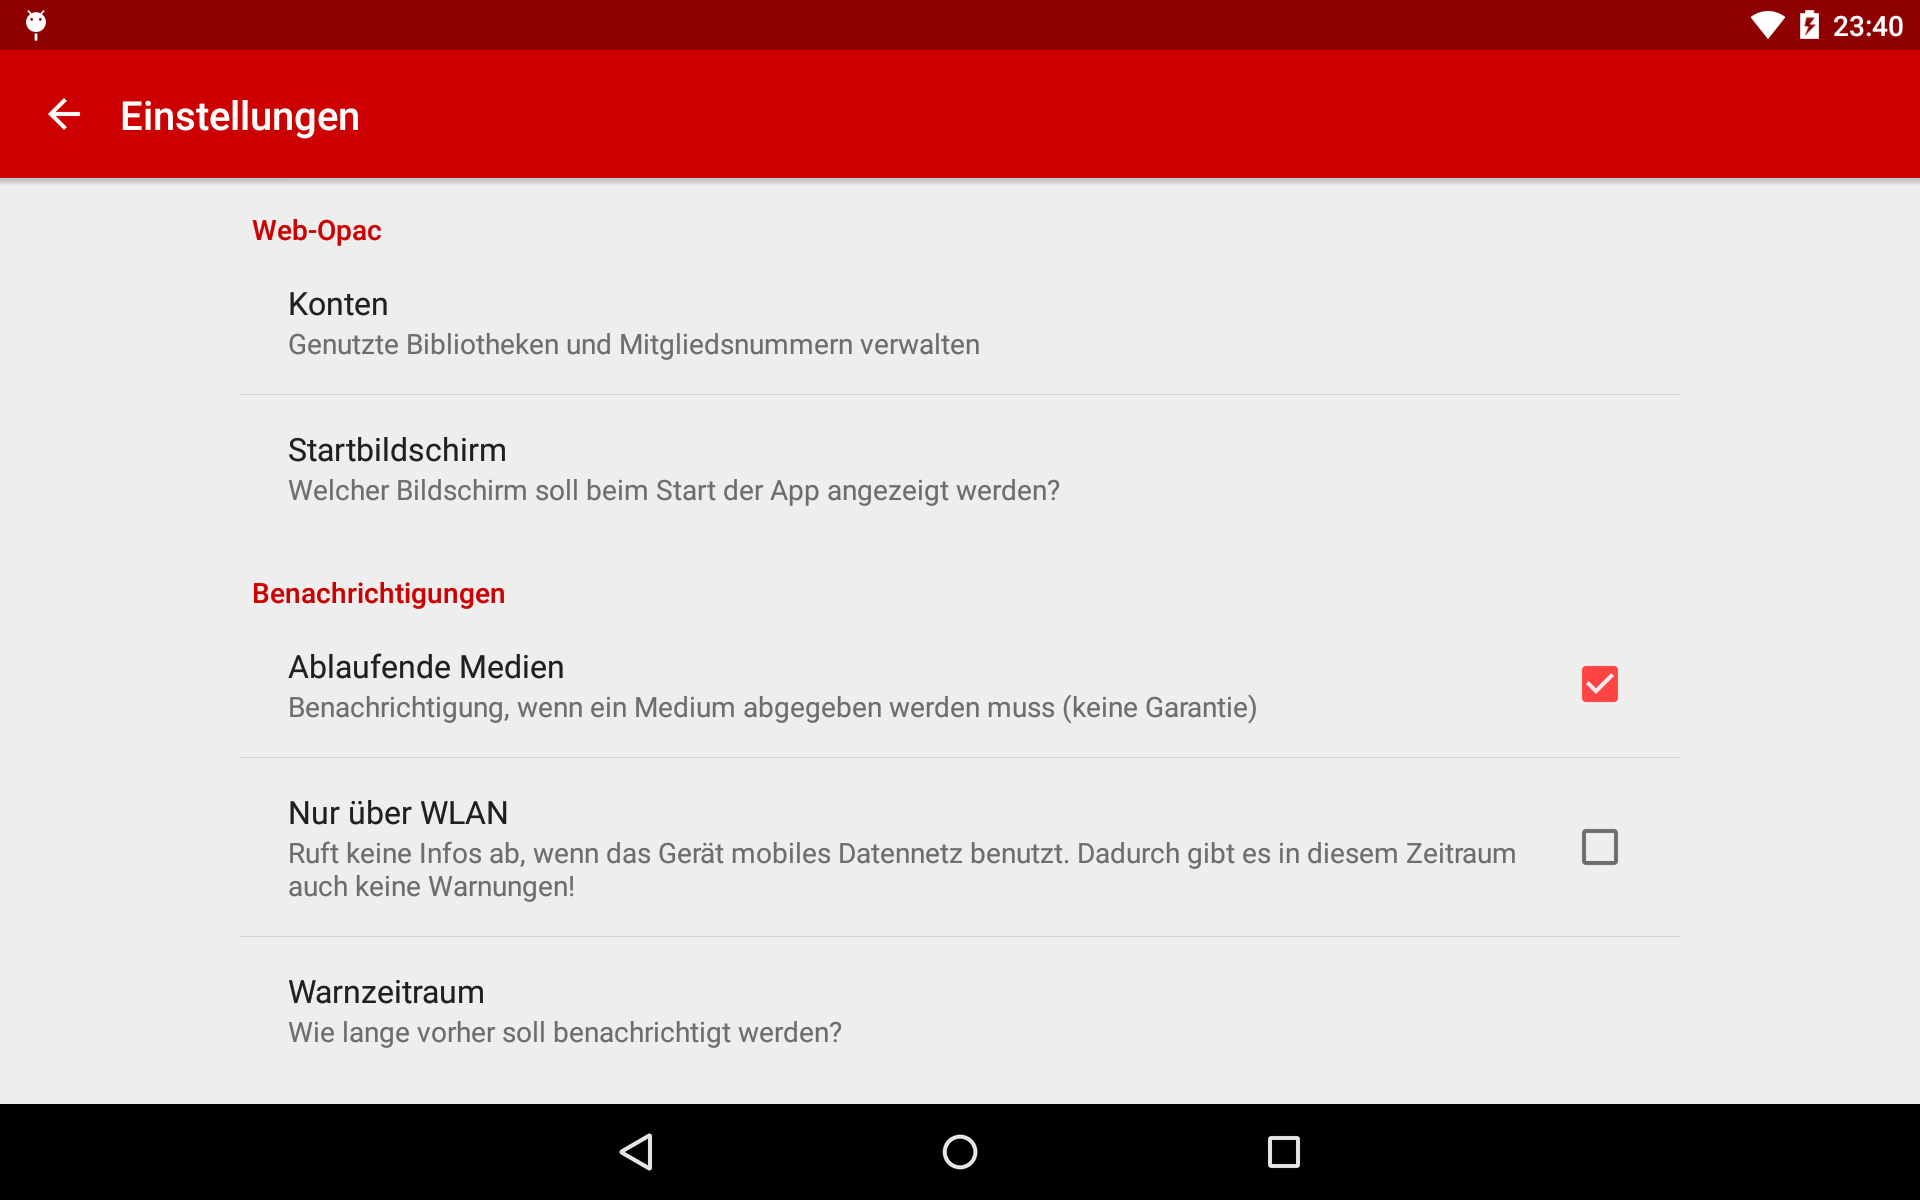 23:40
Einstellungen
Web-Opac
Konten
Genutzte Bibliotheken und Mitgliedsnummern verwalten
Startbildschirm
Welcher Bildschirm soll beim Start der App angezeigt werden?
Benachrichtigungen
Ablaufende Medien
Benachrichtigung, wenn ein Medium abgegeben werden muss (keine Garantie)
Nur über WLAN
Ruft keine Infos ab, wenn das Gerät mobiles Datennetz benutzt. Dadurch gibt es in diesem Zeitraum
auch keine Warnungen!
Warnzeitraum
Wie lange vorher soll benachrichtigt werden?